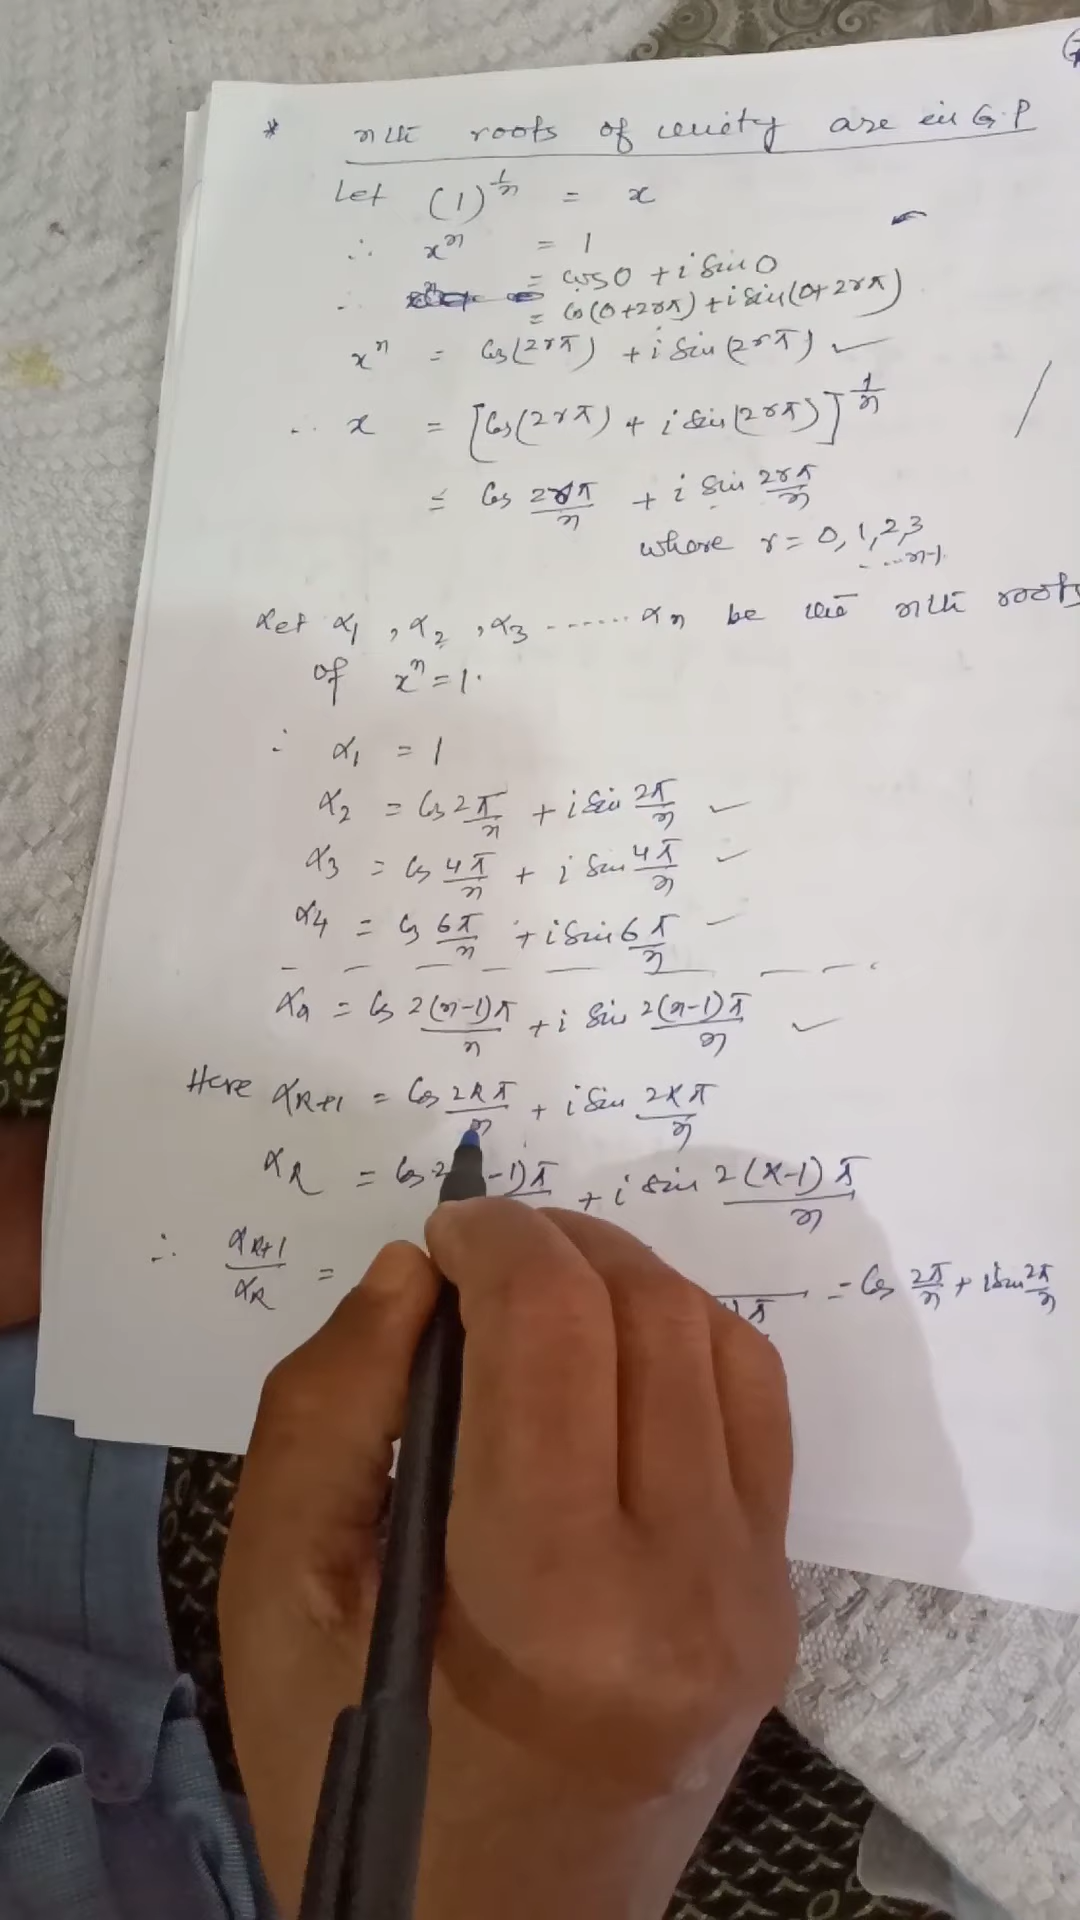 * nth roots of unity are in G.P
Let (1)^(1/n) = x
∴ x^n = 1
= cos0 + i Sin0
∴ = Cos(0+2rπ) + i Sin(0+2rπ)
x^n = Cos(2rπ) + i Sin(2rπ) ✓
∴ x = [Cos(2rπ) + i Sin(2rπ)]^(1/n)
= Cos 2rπ/n + i Sin 2rπ/n
where r = 0, 1, 2, 3
.....n-1.
Let α1, α2, α3 ....... αn be the nth roots
of x^n = 1.
∴ α1 = 1
α2 = Cos 2π/n + i Sin 2π/n ✓
α3 = Cos 4π/n + i Sin 4π/n ✓
α4 = Cos 6π/n + i Sin 6π/n ✓
αn = Cos 2(n-1)π/n + i Sin 2(n-1)π/n ✓
Here αk+1 = Cos 2kπ/n + i Sin 2kπ/n
αk = Cos 2 -1)π + i Sin 2(k-1)π/n
∴ αk+1/αk = π = Cos 2π/n + i Sin 2π/n